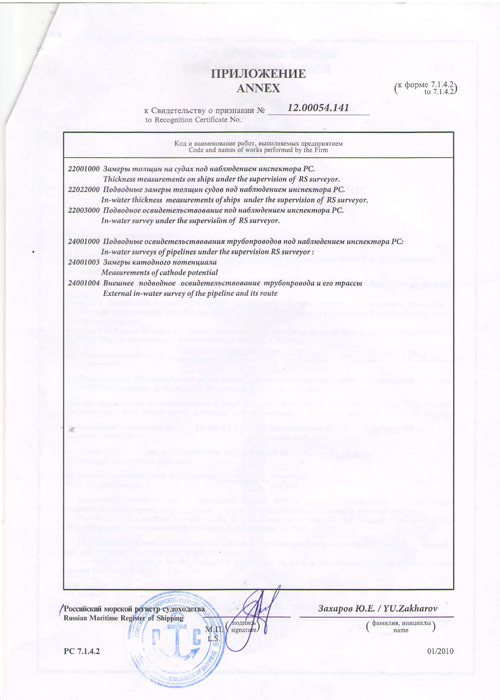 ПРИЛОЖЕНИЕ
ANNEX
(к форме 7.1.4.2
to 7.1.4.2)
к Свидетельству о признании № 12.00054.141
to Recognition Certificate No.
Код и наименование работ, выполняемых предприятием
Code and names of works performed by the Firm
22001000 Замеры толщин на судах под наблюдением инспектора РС.
Thickness measurements on ships under the supervision of RS surveyor.
22022000 Подводные замеры толщин судов под наблюдением инспектора РС.
In-water thickness measurements of ships under the supervision of RS surveyor.
22003000 Подводное освидетельствование под наблюдением инспектора РС.
In-water survey under the supervision of RS surveyor.
24001000 Подводные освидетельствования трубопроводов под наблюдением инспектора РС:
In-water surveys of pipelines under the supervision RS surveyor :
24001003 Замеры катодного потенциала
Measurements of cathode potential
24001004 Внешнее подводное освидетельствование трубопровода и его трассы
External in-water survey of the pipeline and its route
Российский морской регистр судоходства
Russian Maritime Register of Shipping
Захаров Ю.Е. / YU.Zakharov
М.П.
L.S.
(подпись
signature)
(фамилия, инициалы
name)
Р Т С
РС 7.1.4.2
01/2010